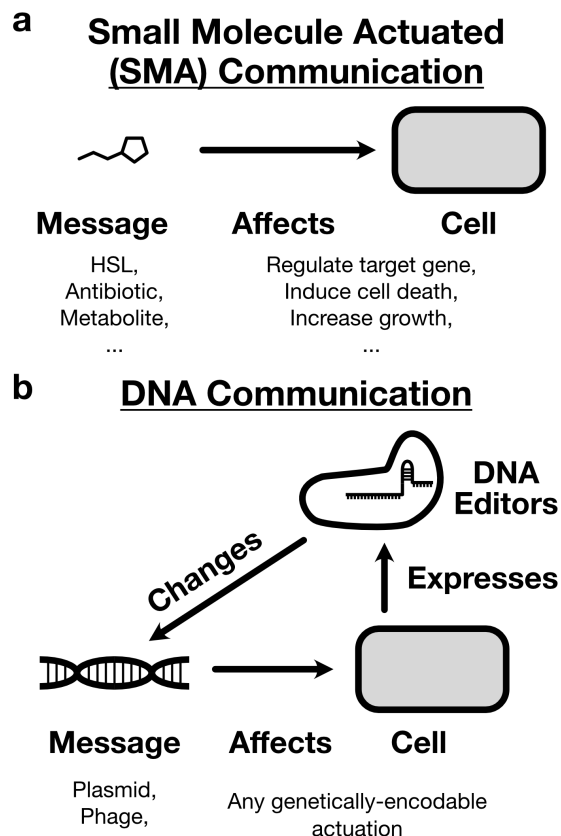 a
Small Molecule Actuated
(SMA) Communication
Message
Affects
Cell
HSL,
Antibiotic,
Metabolite,
...
Regulate target gene,
Induce cell death,
Increase growth,
...
b
DNA Communication
DNA
Editors
Changes
Expresses
Message
Affects
Cell
Plasmid,
Phage,
Any genetically-encodable
actuation